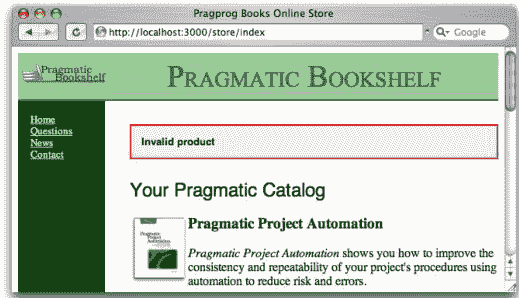 Pragprog Books Online Store
http://localhost:3000/store/index
Google
Pragmatic
Bookshelf
PRAGMATIC BOOKSHELF
Home
Questions
News
Contact
Invalid product
Your Pragmatic Catalog
Pragmatic Project Automation
Pragmatic Project Automation shows you how to improve the
consistency and repeatability of your project's procedures using
automation to reduce risk and errors.